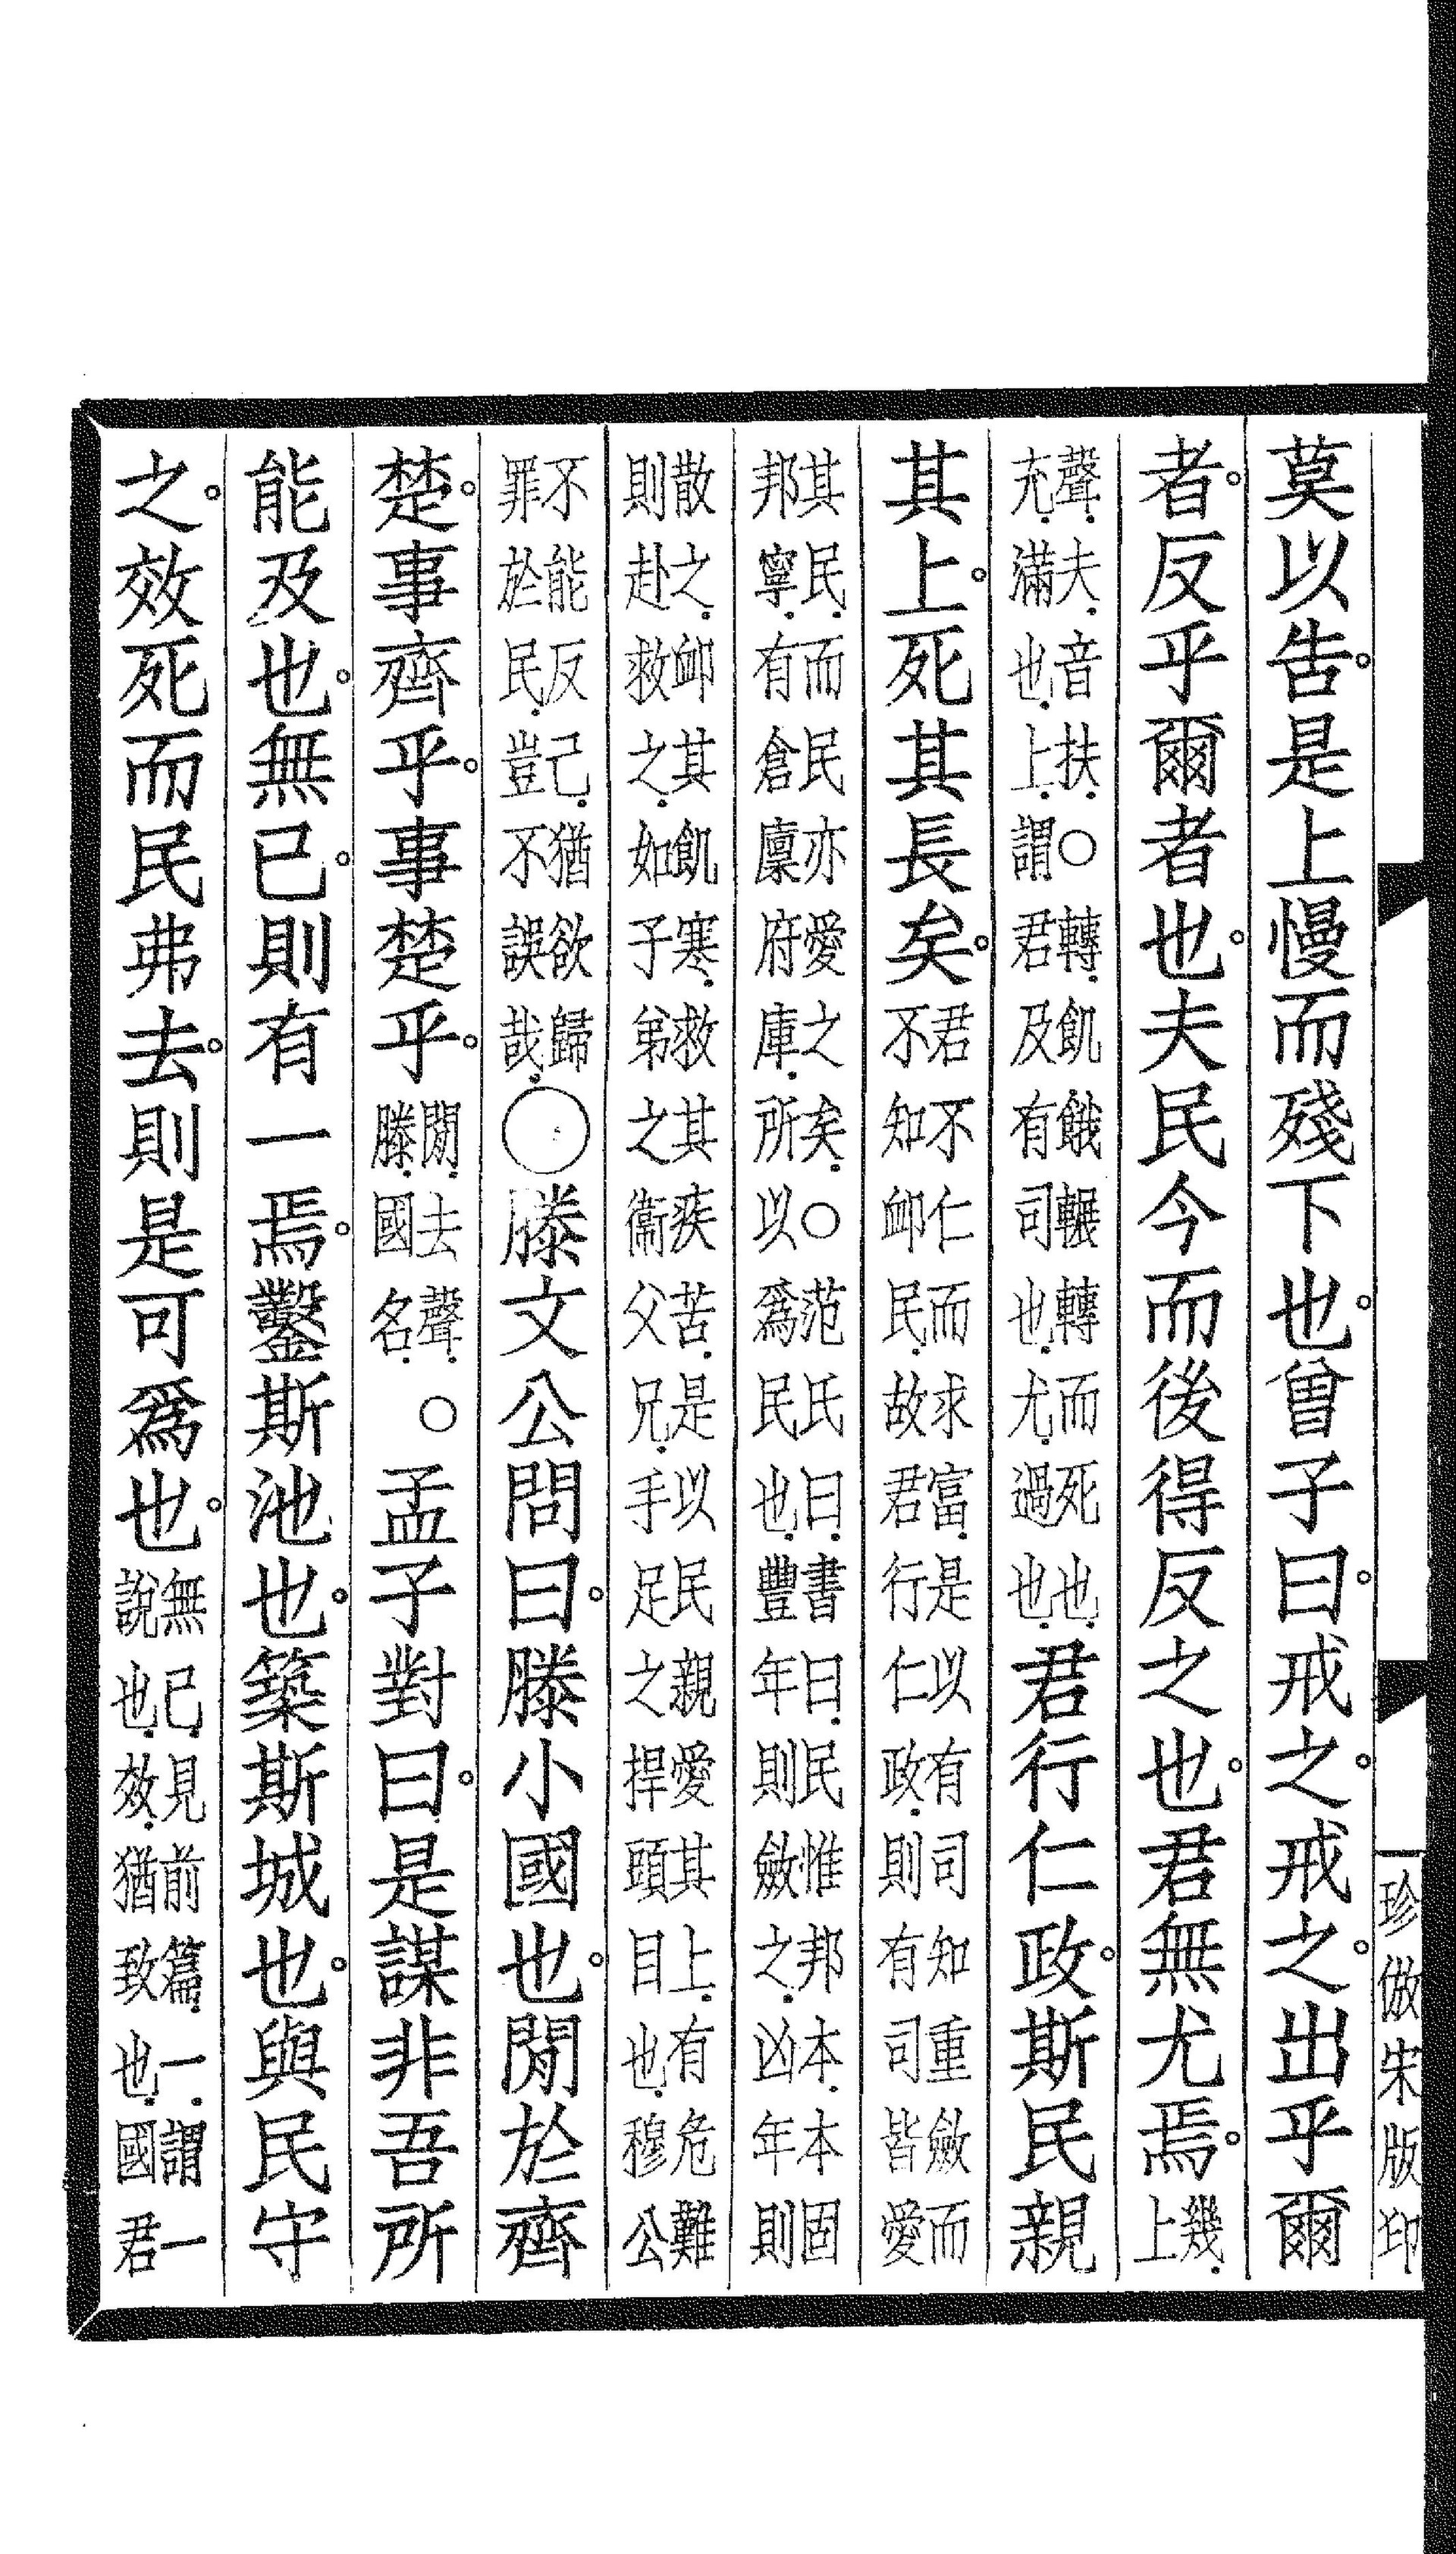 珍倣宋版印
莫以告。是上慢而殘下也。曾子曰。戒之。戒之。出乎爾
者。反乎爾者也。夫民今而後得反之也。君無尤焉。幾.上
聲.夫.音扶.○轉.飢餓輾轉而死也.充.滿也.上.謂君及有司也.尤.過也.君行仁政。斯民親
其上。死其長矣。君不仁而求富.是以有司知重斂而不知卹民.故君行仁政.則有司皆愛
其民.而民亦愛之矣.○范氏曰.書曰.民惟邦本.本固邦寧.有倉廩府庫.所以爲民也.豐年則斂之.凶年則
散之.卹其飢寒.救其疾苦.是以民親愛其上.有危難則赴救之.如子弟之衞父兄.手足之捍頭目也.穆公
不能反己.猶欲歸罪於民.豈不誤哉.◯滕文公問曰。滕小國也。閒於齊
楚。事齊乎。事楚乎。閒.去聲.○滕.國名.孟子對曰。是謀非吾所
能及也。無已。則有一焉。鑿斯池也。築斯城也。與民守
之。效死而民弗去。則是可爲也。無已.見前篇.一.謂一說也.效.猶致也.國君